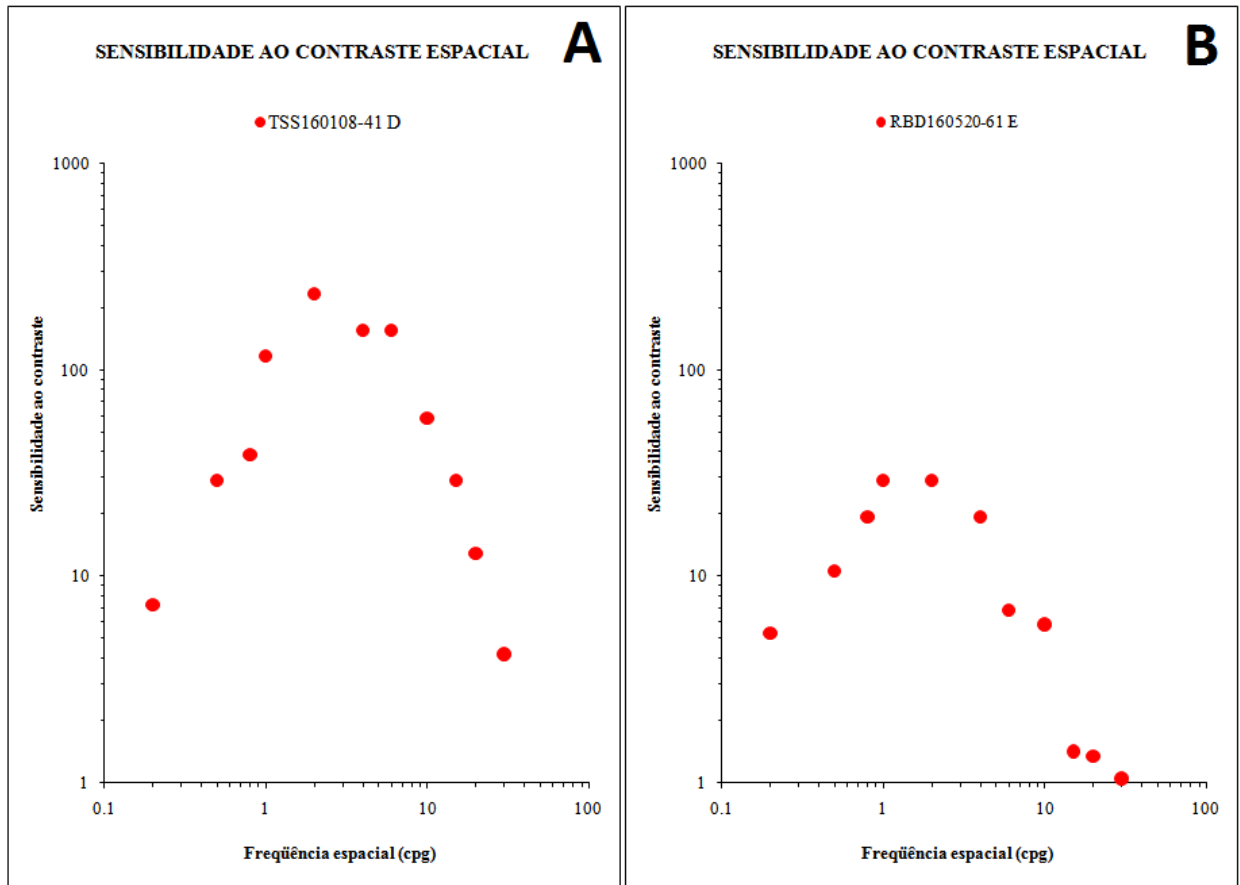 SENSIBILIDADE AO CONTRASTE ESPACIAL
A
TSS160108-41 D
1000
100
10
1
0.1
1
10
100
Sensibilidade ao contraste
Freqüência espacial (cpg)
SENSIBILIDADE AO CONTRASTE ESPACIAL
B
RBD160520-61 E
1000
100
10
1
0.1
1
10
100
Sensibilidade ao contraste
Freqüência espacial (cpg)